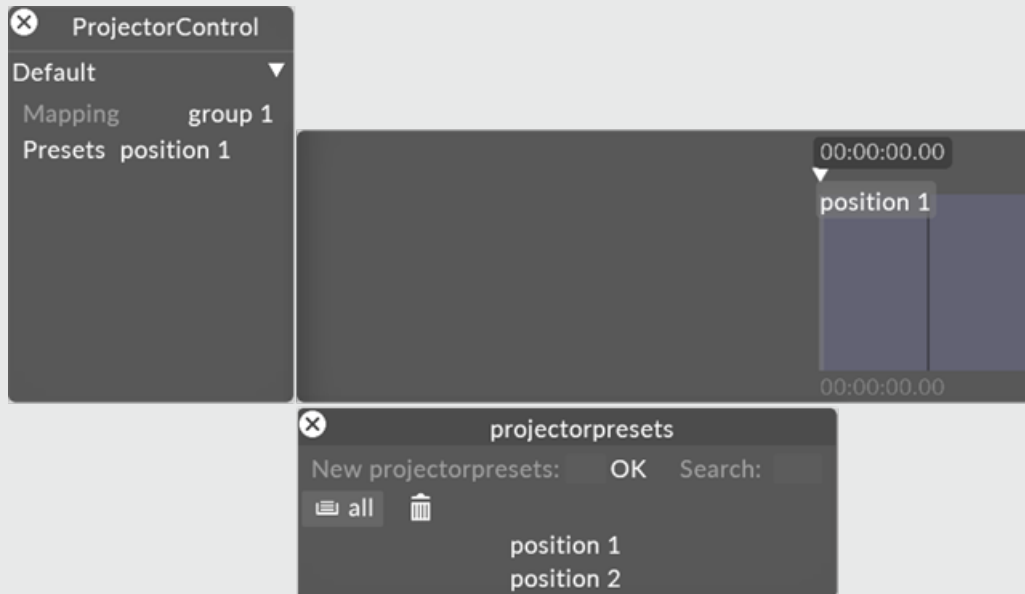 ProjectorControl
Default
Mapping group 1
Presets position 1
00:00:00.00
position 1
00:00:00.00
projectorpresets
New projectorpresets: OK Search:
all
position 1
position 2